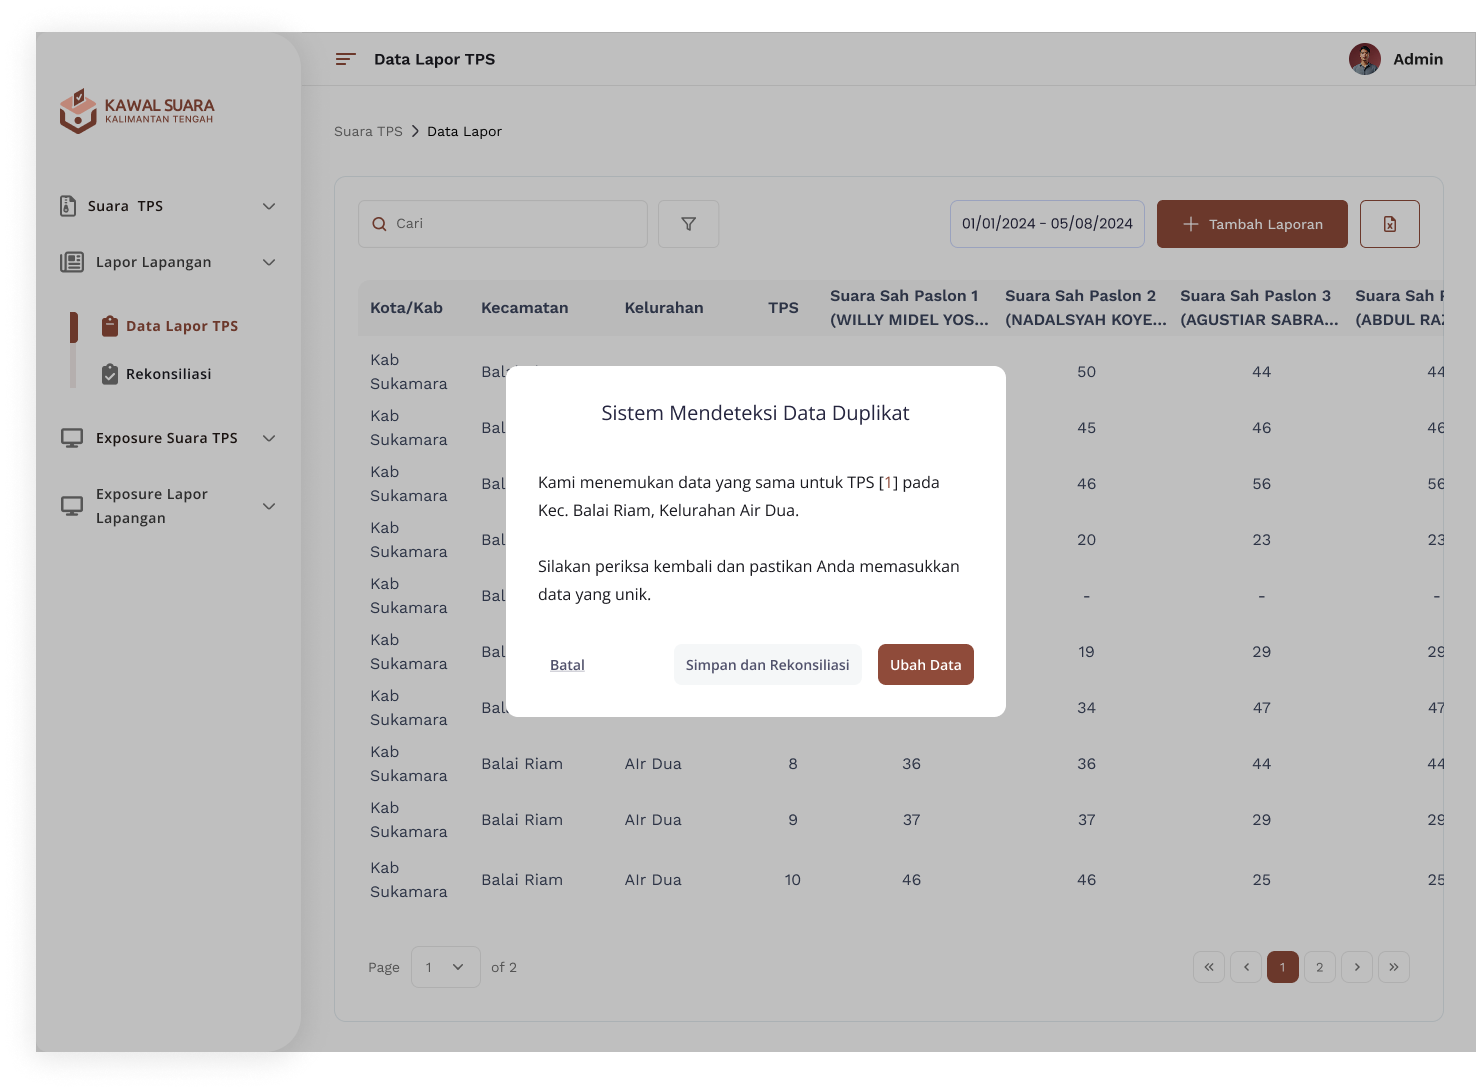 Data Lapor TPS
Admin
KAWAL SUARA
KALIMANTAN TENGAH
Suara TPS > Data Lapor
Suara TPS
Lapor Lapangan
Data Lapor TPS
Rekonsiliasi
Exposure Suara TPS
Exposure Lapor
Lapangan
Cari
01/01/2024 - 05/08/2024
Tambah Laporan
Kota/Kab Kecamatan Kelurahan TPS Suara Sah Paslon 1 Suara Sah Paslon 2 Suara Sah Paslon 3 Suara Sah
(WILLY MIDEL YOS... (NADALSYAH KOYE... (AGUSTIAR SABRA... (ABDUL
Kab
Sukamara 50 44 44
Kab
Sukamara 45 46 46
Kab
Sukamara 46 56 56
Kab
Sukamara 20 23 23
Kab
Sukamara - - -
Kab
Sukamara 19 29 29
Kab
Sukamara 34 47 47
Kab
Sukamara Balai Riam AIr Dua 8 36 36 44 44
Kab
Sukamara Balai Riam AIr Dua 9 37 37 29 29
Kab
Sukamara Balai Riam AIr Dua 10 46 46 25 25
Sistem Mendeteksi Data Duplikat
Kami menemukan data yang sama untuk TPS [1] pada
Kec. Balai Riam, Kelurahan Air Dua.
Silakan periksa kembali dan pastikan Anda memasukkan
data yang unik.
Batal
Simpan dan Rekonsiliasi
Ubah Data
Page 1 of 2
« ‹ 1 2 › »